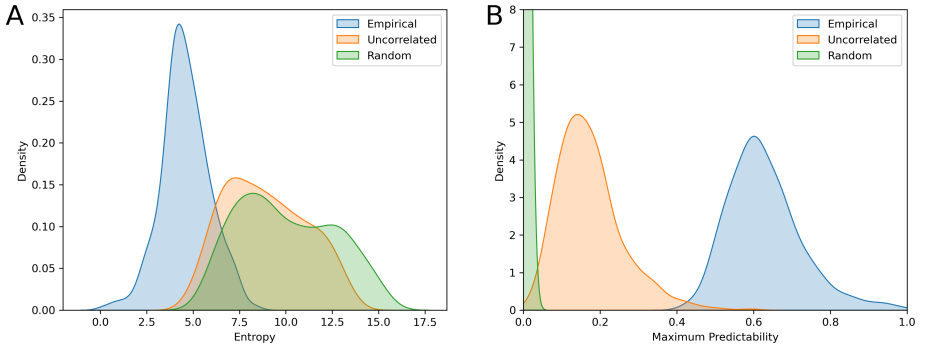 A
0.35
0.30
0.25
0.20
0.15
0.10
0.05
0.00
Density
0.0 2.5 5.0 7.5 10.0 12.5 15.0 17.5
Entropy
Empirical
Uncorrelated
Random
B
8
7
6
5
4
3
2
1
0
Density
0.0 0.2 0.4 0.6 0.8 1.0
Maximum Predictability
Empirical
Uncorrelated
Random